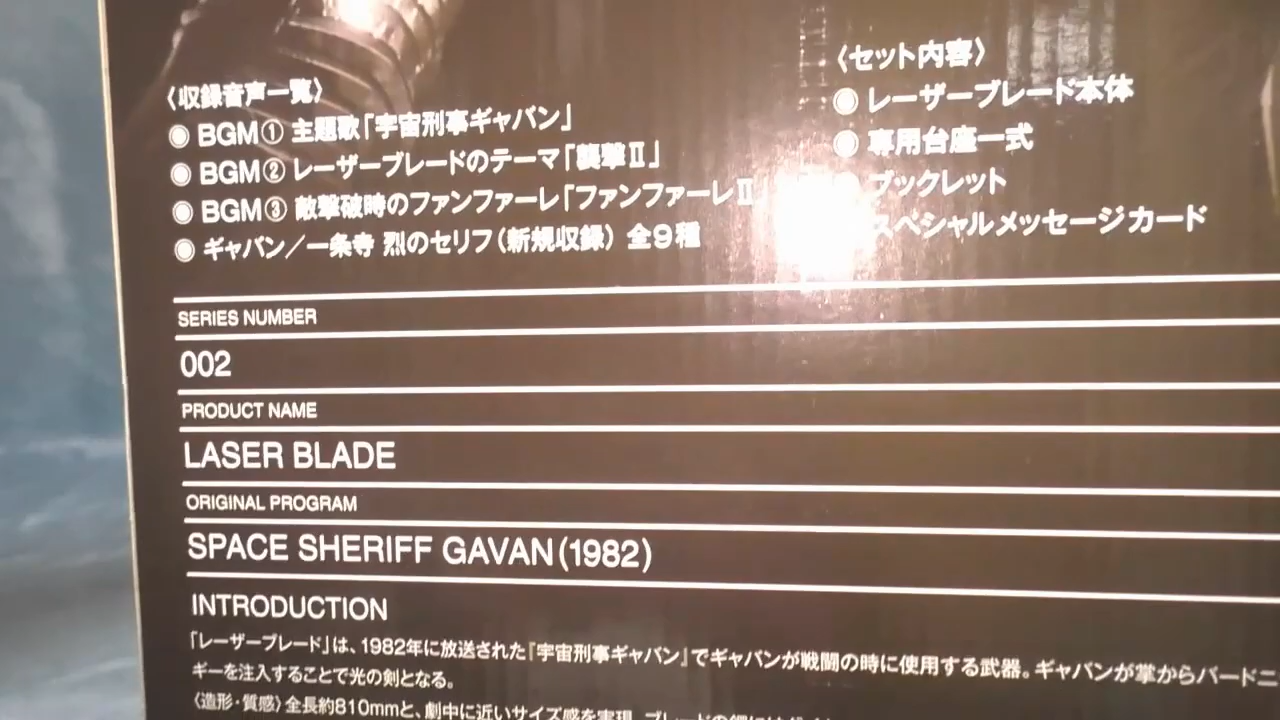 〈収録音声一覧〉
◉ BGM① 主題歌「宇宙刑事ギャバン」
◉ BGM② レーザーブレードのテーマ「襲撃Ⅱ」
◉ BGM③ 敵撃破時のファンファーレ「ファンファーレⅡ」
◉ ギャバン／一条寺 烈のセリフ（新規収録） 全9種
〈セット内容〉
◉ レーザーブレード本体
◉ 専用台座一式
ブックレット
スペシャルメッセージカード
SERIES NUMBER
002
PRODUCT NAME
LASER BLADE
ORIGINAL PROGRAM
SPACE SHERIFF GAVAN(1982)
INTRODUCTION
「レーザーブレード」は、1982年に放送された『宇宙刑事ギャバン』でギャバンが戦闘の時に使用する武器。ギャバンが掌からバードニ
ギーを注入することで光の剣となる。
〈造形・質感〉全長約810mmと、劇中に近いサイズ感を実現。